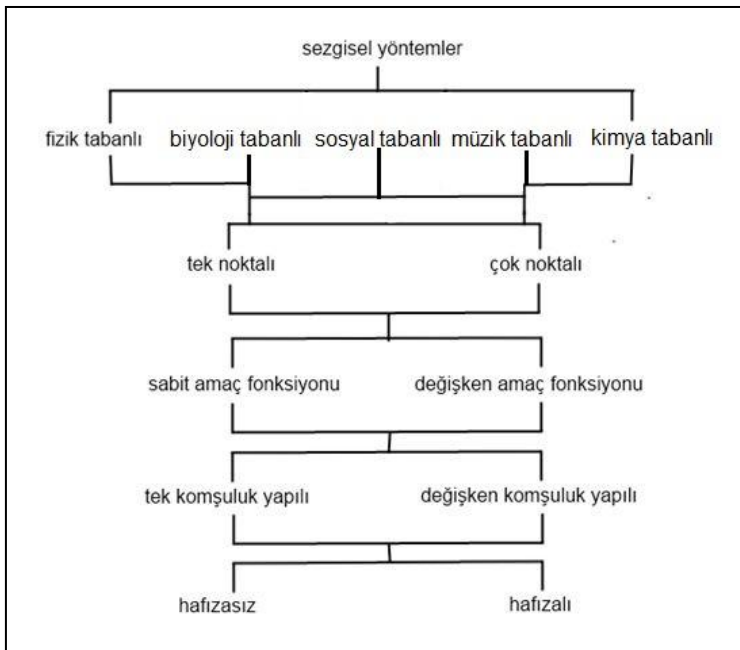 sezgisel yöntemler
fizik tabanlı biyoloji tabanlı sosyal tabanlı müzik tabanlı kimya tabanlı
tek noktalı çok noktalı
sabit amaç fonksiyonu değişken amaç fonksiyonu
tek komşuluk yapılı değişken komşuluk yapılı
hafızasız hafızalı